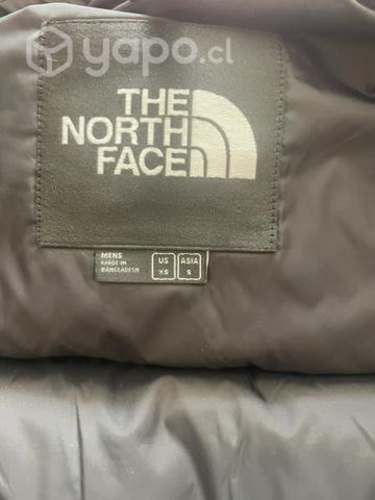 yapo.cl
THE
NORTH
FACE
MENS
MADE IN
BANGLADESH
US
XS
ASIA
S